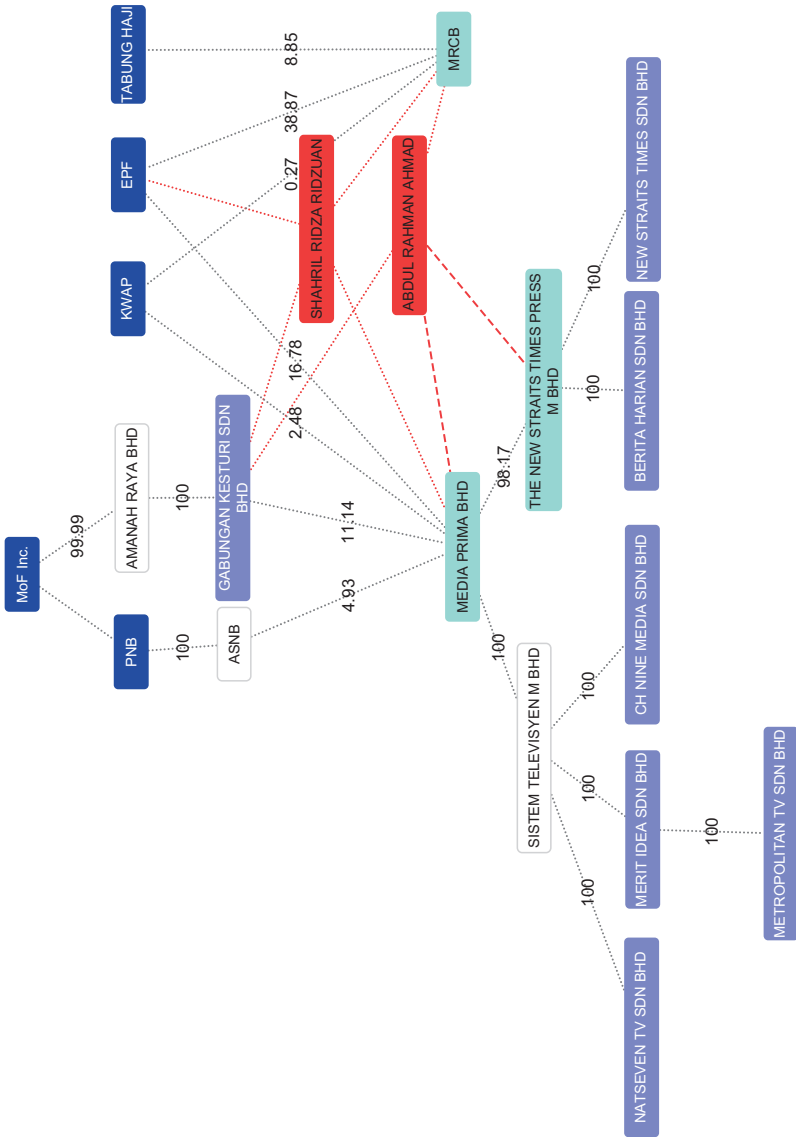 MoF Inc.
99.99
PNB
AMANAH RAYA BHD
KWAP
EPF
TABUNG HAJI
100
100
ASNB
GABUNGAN KESTURI SDN
BHD
4.93
11.14
2.48
16.78
0.27
38.87
8.85
SHAHRIL RIDZA RIDZUAN
ABDUL RAHMAN AHMAD
MEDIA PRIMA BHD
MRCB
100
98.17
SISTEM TELEVISYEN M BHD
THE NEW STRAITS TIMES PRESS
M BHD
100
100
100
100
100
NATSEVEN TV SDN BHD
MERIT IDEA SDN BHD
CH NINE MEDIA SDN BHD
BERITA HARIAN SDN BHD
NEW STRAITS TIMES SDN BHD
100
METROPOLITAN TV SDN BHD